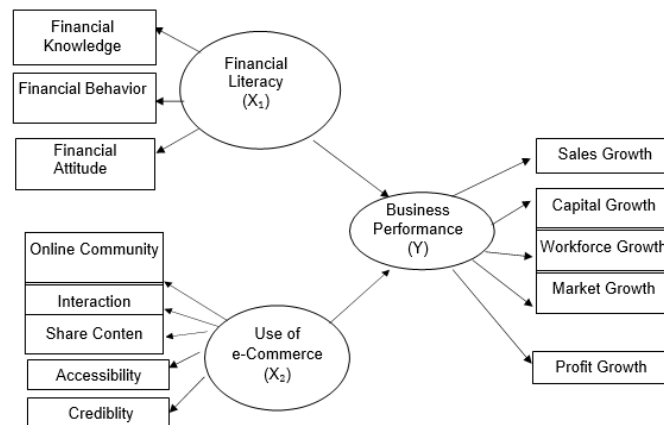 Financial
Knowledge
Financial Behavior
Financial
Attitude
Financial
Literacy
(X₁)
Online Community
Interaction
Share Conten
Accessibility
Crediblity
Use of
e-Commerce
(X₂)
Business
Performance
(Y)
Sales Growth
Capital Growth
Workforce Growth
Market Growth
Profit Growth